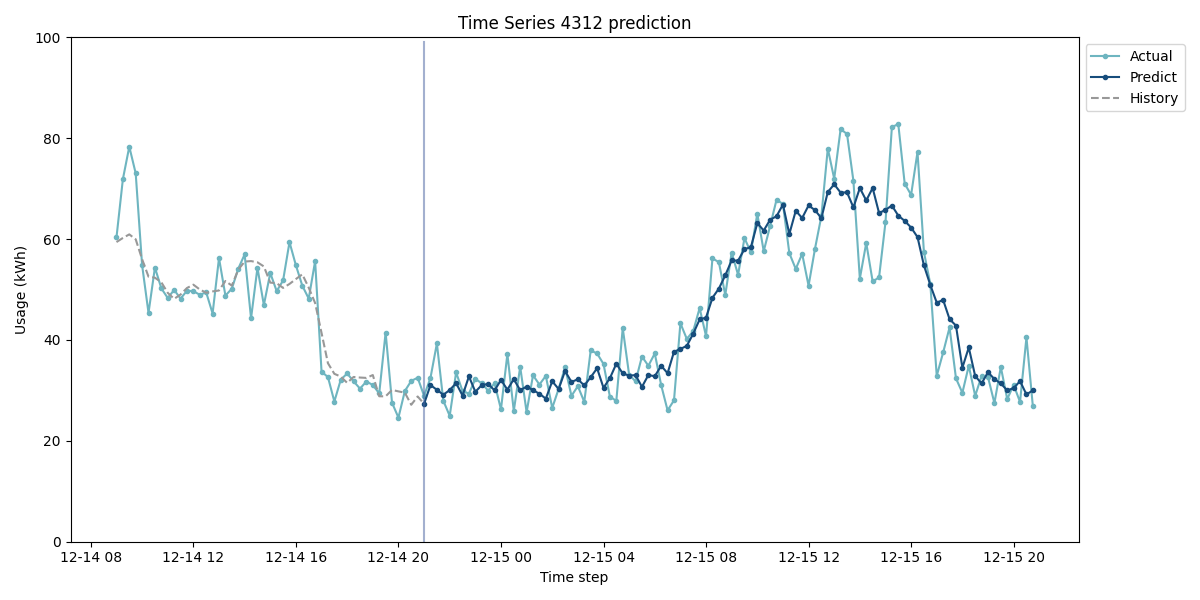 Time Series 4312 prediction
Usage (kWh)
100
80
60
40
20
0
12-14 08
12-14 12
12-14 16
12-14 20
12-15 00
12-15 04
12-15 08
12-15 12
12-15 16
12-15 20
Time step
Actual
Predict
History